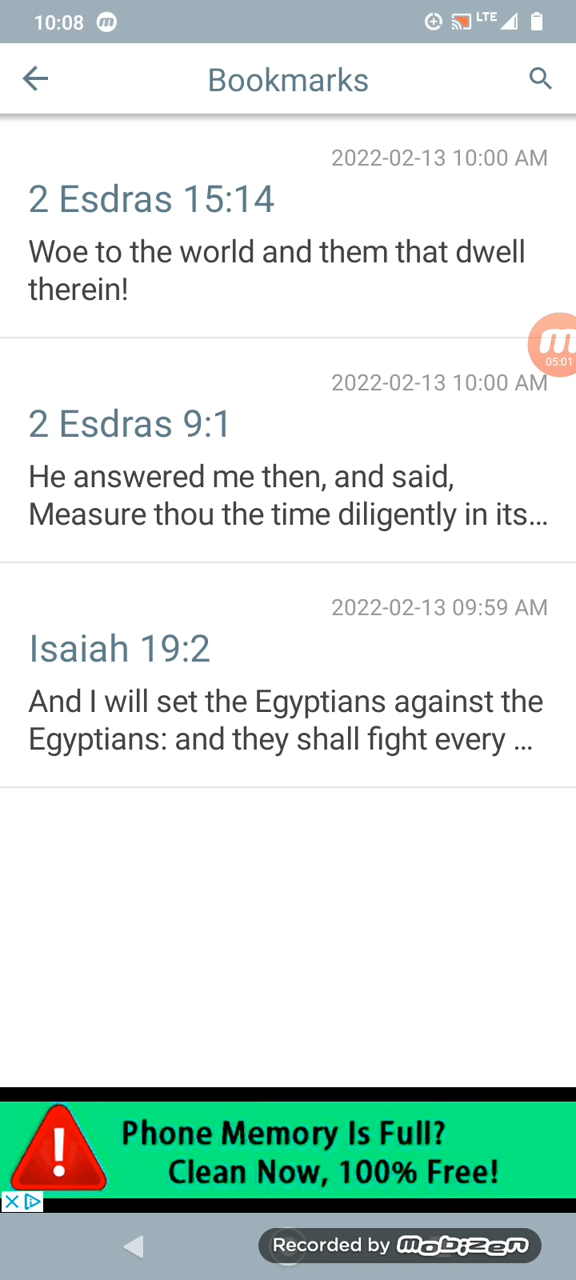 10:08 m LTE
Bookmarks
2022-02-13 10:00 AM
2 Esdras 15:14
Woe to the world and them that dwell
therein!
m
05:01
2022-02-13 10:00 AM
2 Esdras 9:1
He answered me then, and said,
Measure thou the time diligently in its...
2022-02-13 09:59 AM
Isaiah 19:2
And I will set the Egyptians against the
Egyptians: and they shall fight every ...
Phone Memory Is Full?
Clean Now, 100% Free!
Recorded by mobizen